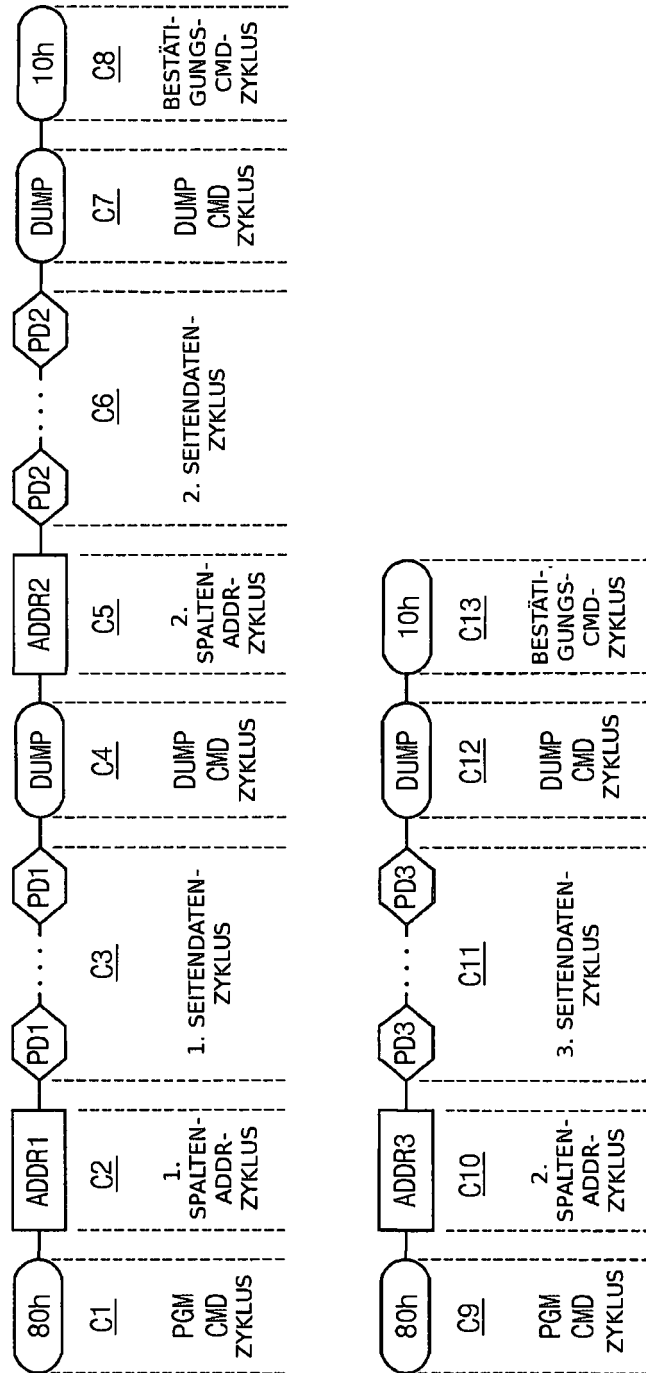 80h
ADDR1
PD1
· · · ·
PD1
DUMP
ADDR2
PD2
· · · ·
PD2
DUMP
10h
C1
C2
C3
C4
C5
C6
C7
C8
PGM
CMD
ZYKLUS
1.
SPALTEN-
ADDR-
ZYKLUS
1. SEITENDATEN-
ZYKLUS
DUMP
CMD
ZYKLUS
2.
SPALTEN-
ADDR-
ZYKLUS
2. SEITENDATEN-
ZYKLUS
DUMP
CMD
ZYKLUS
BESTÄTI-
GUNGS-
CMD-
ZYKLUS
80h
ADDR3
PD3
· · · ·
PD3
DUMP
10h
C9
C10
C11
C12
C13
PGM
CMD
ZYKLUS
2.
SPALTEN-
ADDR-
ZYKLUS
3. SEITENDATEN-
ZYKLUS
DUMP
CMD
ZYKLUS
BESTÄTI-
GUNGS-
CMD-
ZYKLUS